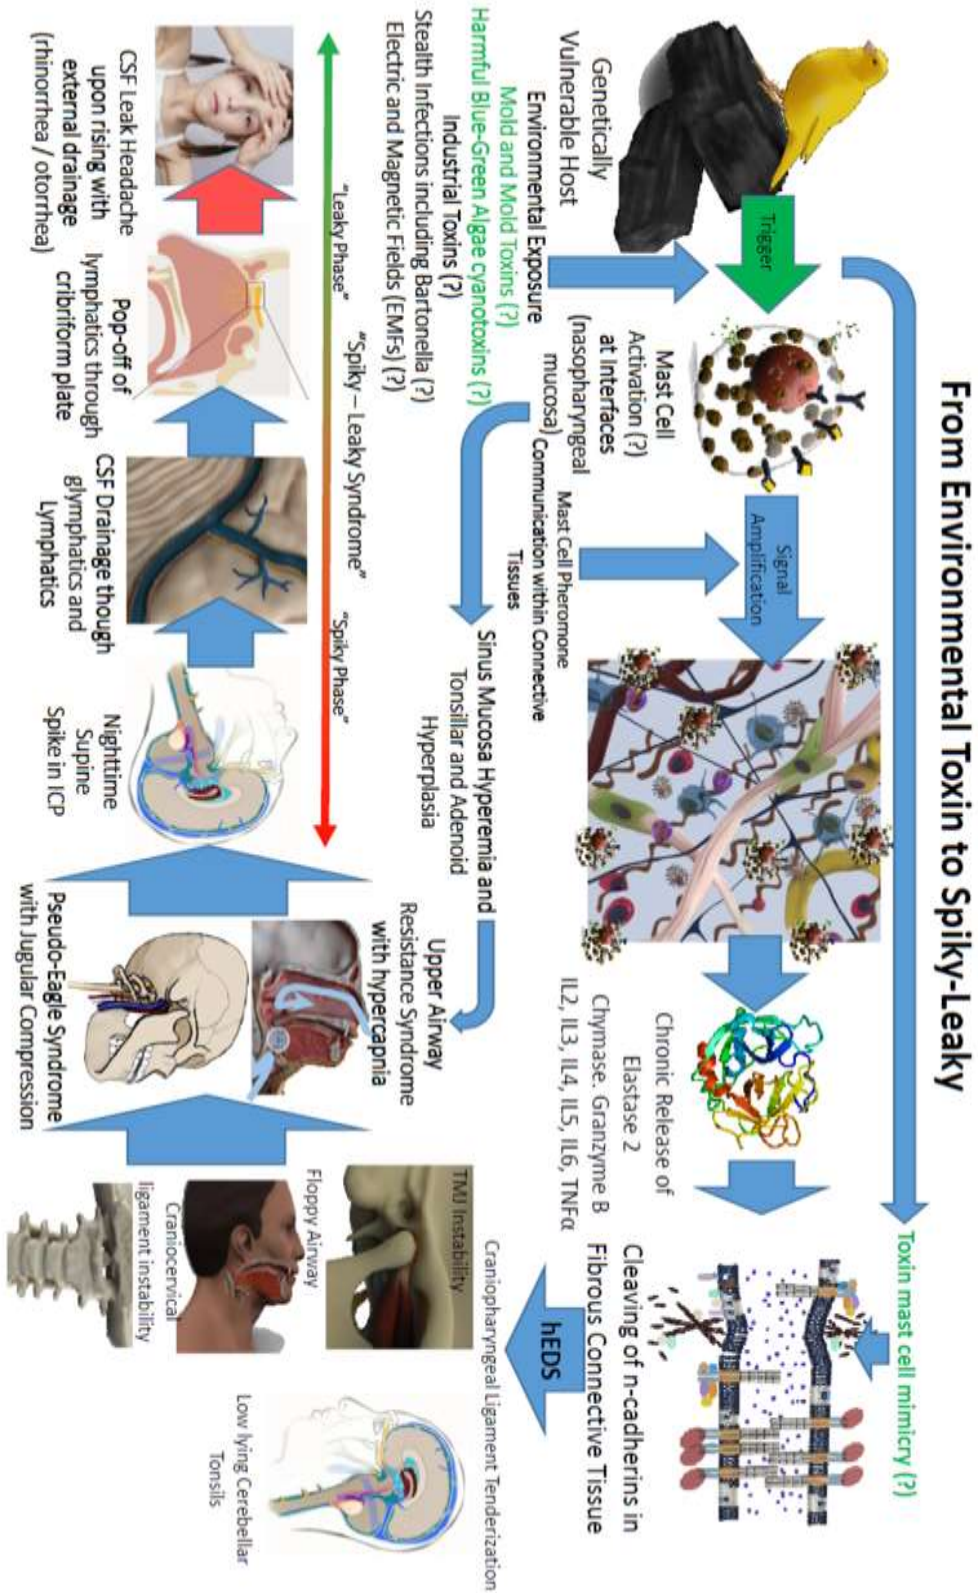 From Environmental Toxin to Spiky-Leaky
Genetically
Vulnerable Host
Trigger
Environmental Exposure
Mold and Mold Toxins (?)
Harmful Blue-Green Algae cyanotoxins (?)
Industrial Toxins (?)
Stealth Infections including Bartonella (?)
Electric and Magnetic Fields (EMFs) (?)
Mast Cell
Activation (?)
at Interfaces
(nasopharyngeal
mucosa)
Signal
Amplification
Mast Cell Pheromone
Communication within Connective
Tissues
Chronic Release of
Chymase. Granzyme B
Elastase 2
IL2, IL3, IL4, IL5, IL6, TNFα
Toxin mast cell mimicry (?)
Cleaving of n-cadherins in
Fibrous Connective Tissue
hEDS
Sinus Mucosa Hyperemia and
Tonsillar and Adenoid
Hyperplasia
Upper Airway
Resistance Syndrome
with hypercapnia
Craniopharyngeal Ligament Tenderization
TMJ Instability
Floppy Airway
Craniocervical
ligament instability
Low lying Cerebellar
Tonsils
Pseudo-Eagle Syndrome
with Jugular Compression
"Spiky – Leaky Syndrome"
"Leaky Phase"
"Spiky Phase"
Nighttime
Supine
Spike in ICP
CSF Drainage though
glymphatics and
Lymphatics
Pop-off of
lymphatics through
cribriform plate
CSF Leak Headache
upon rising with
external drainage
(rhinorrhea / otorrhea)